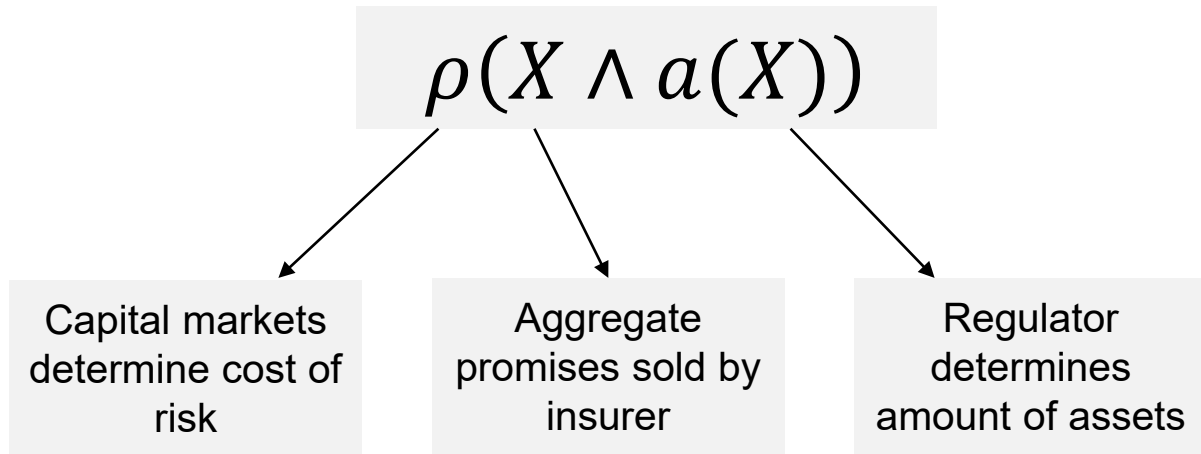 ρ(X ∧ a(X))
Capital markets
determine cost of
risk
Aggregate
promises sold by
insurer
Regulator
determines
amount of assets